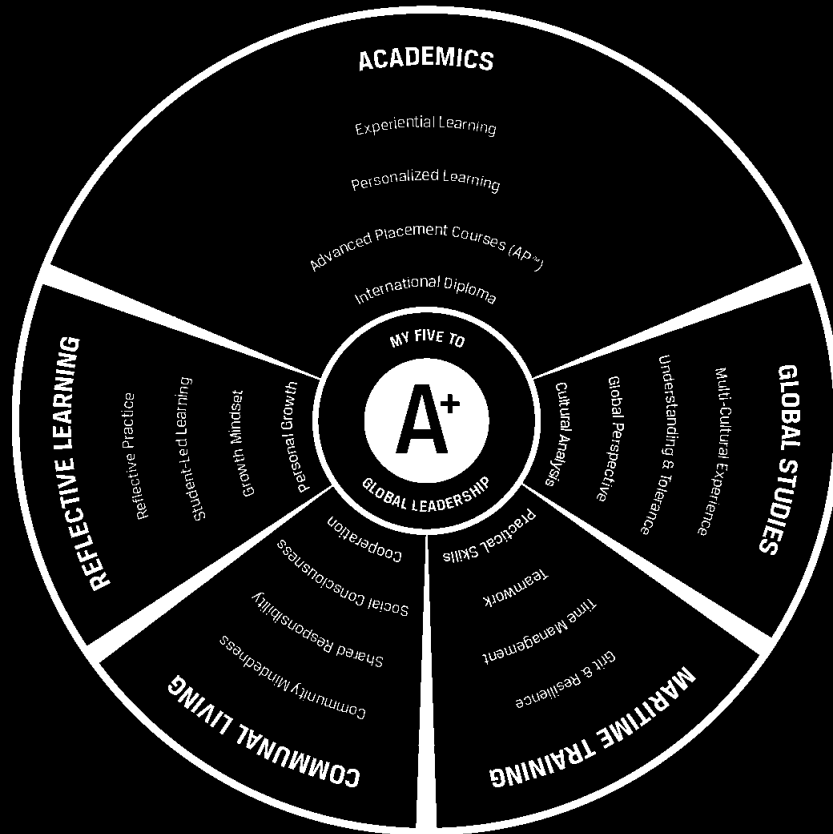 ACADEMICS
Experiential Learning
Personalized Learning
Advanced Placement Courses (AP™)
International Diploma
MY FIVE TO
A+
GLOBAL LEADERSHIP
GLOBAL STUDIES
Multi-Cultural Experience
Understanding & Tolerance
Global Perspective
Cultural Analysis
MARITIME TRAINING
Grit & Resilience
Time Management
Teamwork
Practical Skills
COMMUNAL LIVING
Community Mindedness
Shared Responsibility
Social Consciousness
Cooperation
REFLECTIVE LEARNING
Reflective Practice
Student-Led Learning
Growth Mindset
Personal Growth